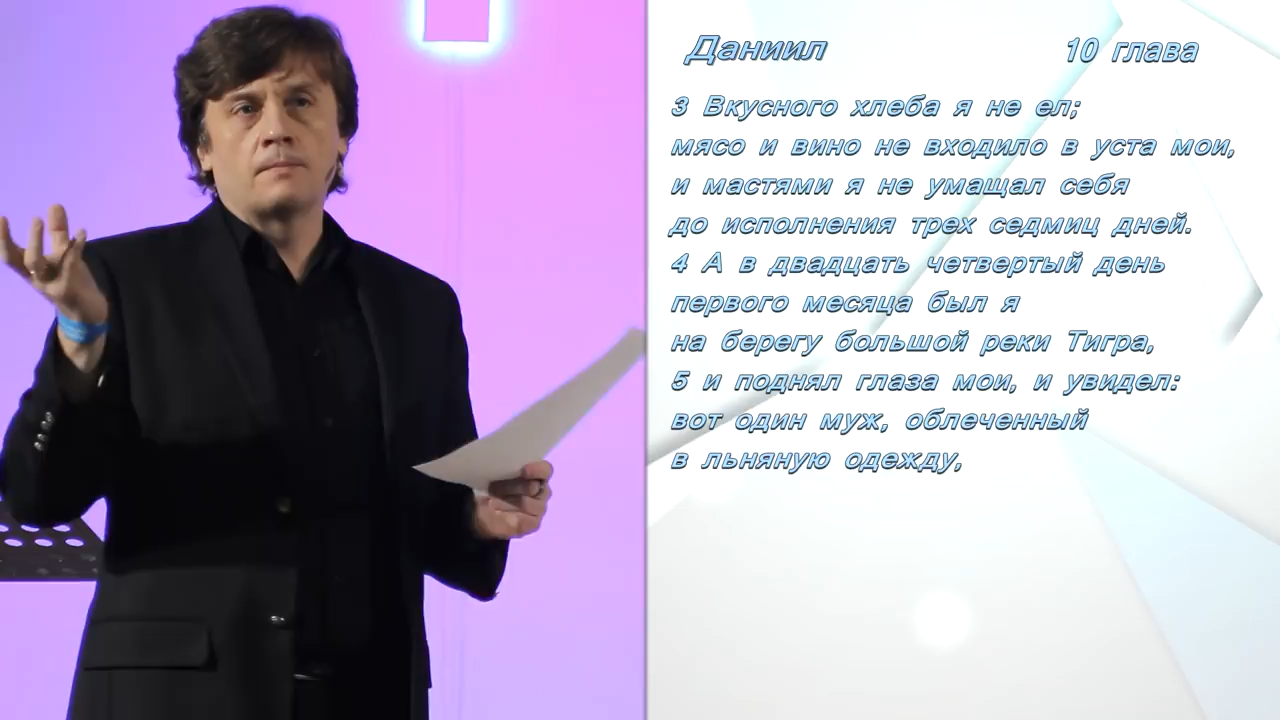 Даниил 10 глава
3 Вкусного хлеба я не ел;
мясо и вино не входило в уста мои,
и мастями я не умащал себя
до исполнения трех седмиц дней.
4 А в двадцать четвертый день
первого месяца был я
на берегу большой реки Тигра,
5 и поднял глаза мои, и увидел:
вот один муж, облеченный
в льняную одежду,